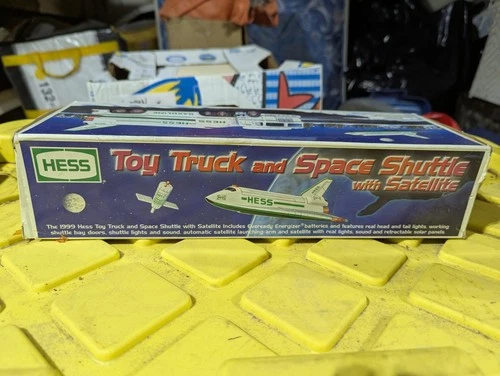 HESS
Toy Truck and Space Shuttle
with Satellite
HESS
The 1999 Hess Toy Truck and Space Shuttle with Satellite includes Eveready Energizer® batteries and features real head and tail lights, working
shuttle bay doors, shuttle lights and sound, automatic satellite launching arm and satellite with real lights, sound and retractable solar panels.
132